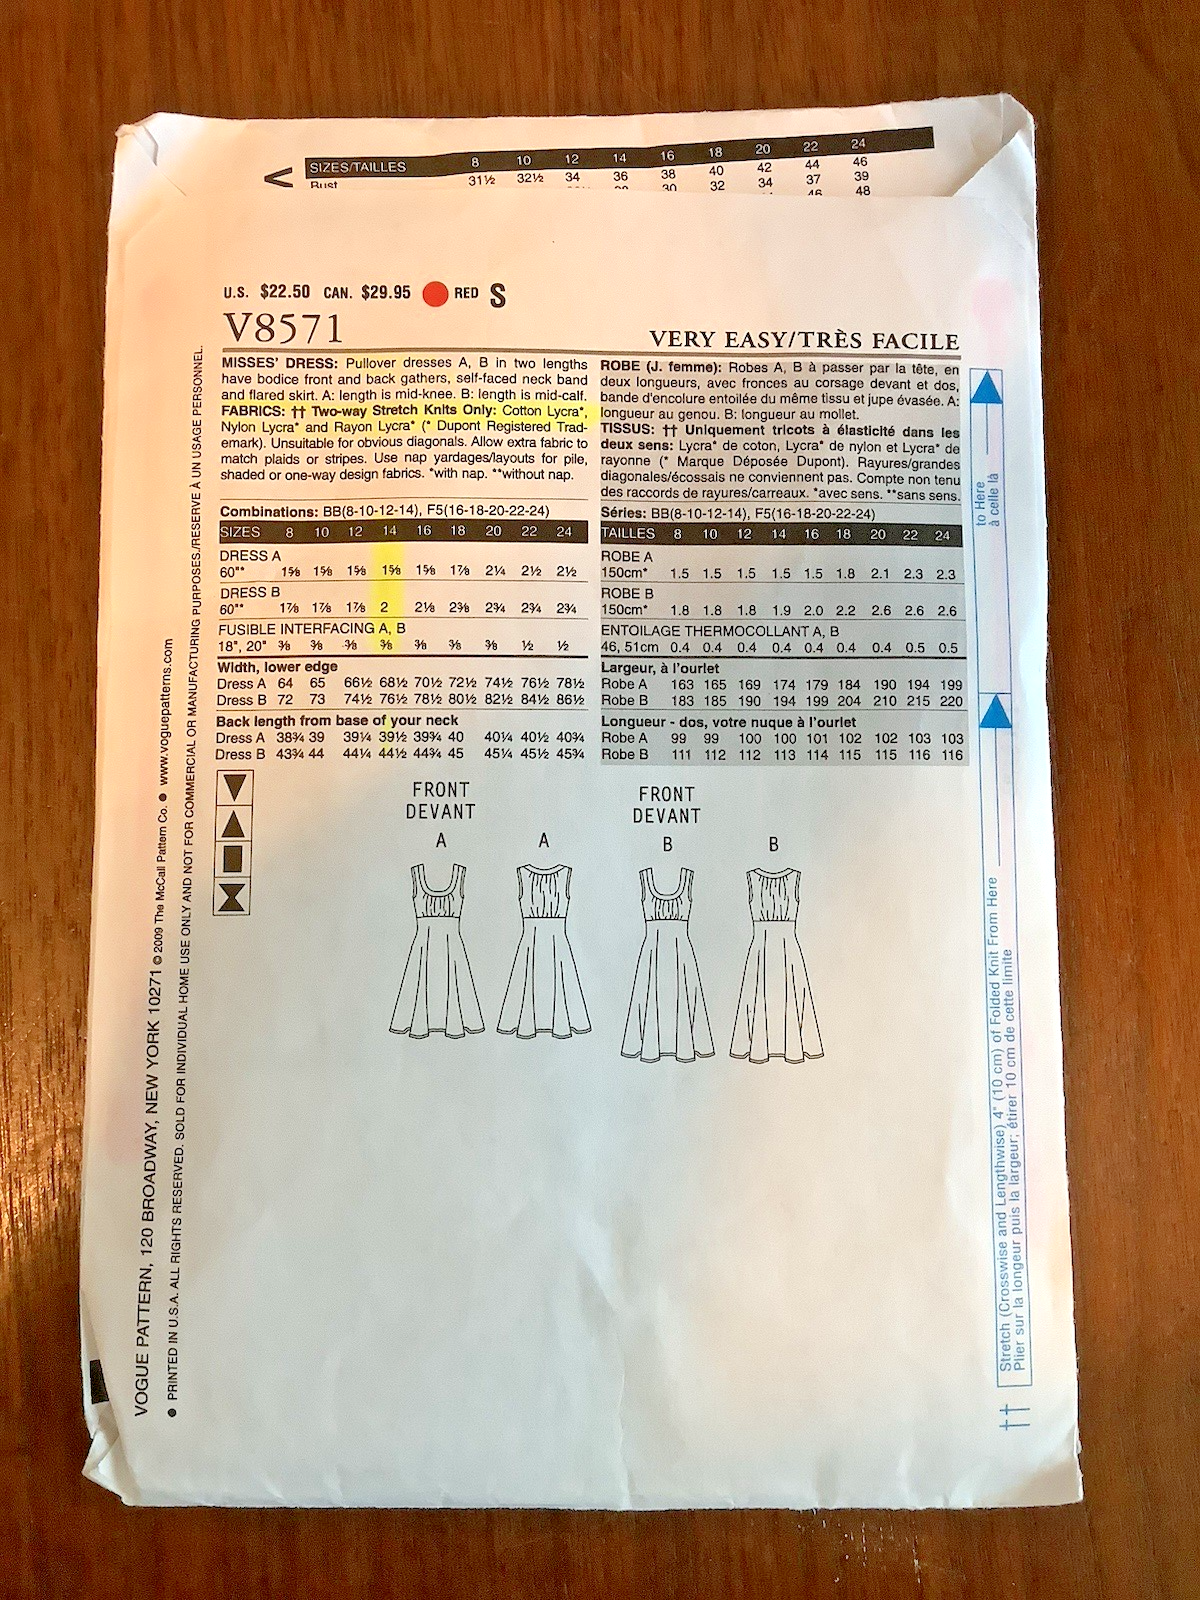 SIZES/TAILLES 8 10 12 14 16 18 20 22 24
Bust 31½ 32½ 34 36 38 40 42 44 46
30 32 34 37 39
46 48
U.S. $22.50 CAN. $29.95 RED S
V8571
VERY EASY/TRÈS FACILE
MISSES' DRESS: Pullover dresses A, B in two lengths
have bodice front and back gathers, self-faced neck band
and flared skirt. A: length is mid-knee. B: length is mid-calf.
FABRICS: †† Two-way Stretch Knits Only: Cotton Lycra*,
Nylon Lycra* and Rayon Lycra* (* Dupont Registered Trad-
emark). Unsuitable for obvious diagonals. Allow extra fabric to
match plaids or stripes. Use nap yardages/layouts for pile,
shaded or one-way design fabrics. *with nap. **without nap.
Combinations: BB(8-10-12-14), F5(16-18-20-22-24)
SIZES 8 10 12 14 16 18 20 22 24
DRESS A
60"* 1⅝ 1⅝ 1⅝ 1⅝ 1⅝ 1⅞ 2¼ 2½ 2½
DRESS B
60"* 1⅞ 1⅞ 1⅞ 2 2⅛ 2⅜ 2¾ 2¾ 2¾
FUSIBLE INTERFACING A, B
18", 20" ⅜ ⅜ ⅜ ⅜ ⅜ ⅜ ⅜ ½ ½
Width, lower edge
Dress A 64 65 66½ 68½ 70½ 72½ 74½ 76½ 78½
Dress B 72 73 74½ 76½ 78½ 80½ 82½ 84½ 86½
Back length from base of your neck
Dress A 38¾ 39 39¼ 39½ 39¾ 40 40¼ 40½ 40¾
Dress B 43¾ 44 44¼ 44½ 44¾ 45 45¼ 45½ 45¾
ROBE (J. femme): Robes A, B à passer par la tête, en
deux longueurs, avec fronces au corsage devant et dos,
bande d'encolure entoilée du même tissu et jupe évasée. A:
longueur au genou. B: longueur au mollet.
TISSUS: †† Uniquement tricots à élasticité dans les
deux sens: Lycra* de coton, Lycra* de nylon et Lycra* de
rayonne (* Marque Déposée Dupont). Rayures/grandes
diagonales/écossais ne conviennent pas. Compte non tenu
des raccords de rayures/carreaux. *avec sens. **sans sens.
Séries: BB(8-10-12-14), F5(16-18-20-22-24)
TAILLES 8 10 12 14 16 18 20 22 24
ROBE A
150cm* 1.5 1.5 1.5 1.5 1.5 1.8 2.1 2.3 2.3
ROBE B
150cm* 1.8 1.8 1.8 1.9 2.0 2.2 2.6 2.6 2.6
ENTOILAGE THERMOCOLLANT A, B
46, 51cm 0.4 0.4 0.4 0.4 0.4 0.4 0.4 0.5 0.5
Largeur, à l'ourlet
Robe A 163 165 169 174 179 184 190 194 199
Robe B 183 185 190 194 199 204 210 215 220
Longueur - dos, votre nuque à l'ourlet
Robe A 99 99 100 100 101 102 102 103 103
Robe B 111 112 112 113 114 115 115 116 116
FRONT
DEVANT
A A
FRONT
DEVANT
B B
VOGUE PATTERN, 120 BROADWAY, NEW YORK 10271 © 2009 The McCall Pattern Co. ● www.voguepatterns.com
● PRINTED IN U.S.A. ALL RIGHTS RESERVED. SOLD FOR INDIVIDUAL HOME USE ONLY AND NOT FOR COMMERCIAL OR MANUFACTURING PURPOSES./RESERVE À UN USAGE PERSONNEL.
†† Stretch (Crosswise and Lengthwise) 4" (10 cm) of Folded Knit From Here
Plier sur la longeur puis la largeur; étirer 10 cm de cette limite
to Here
à celle là